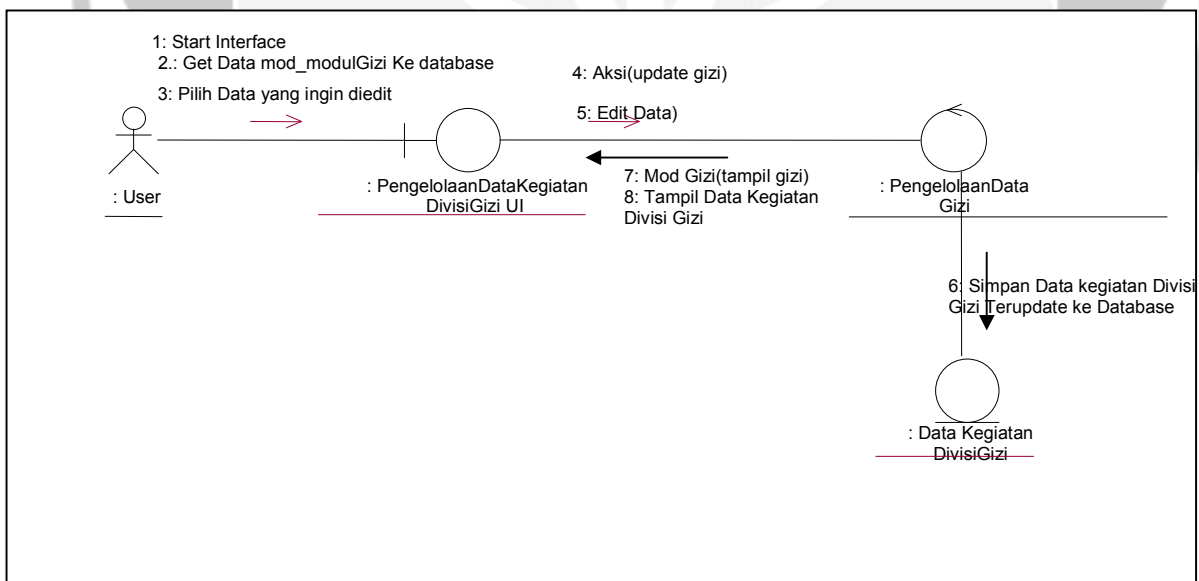 1: Start Interface
2.: Get Data mod_modulGizi Ke database
3: Pilih Data yang ingin diedit
4: Aksi(update gizi)
5: Edit Data)
7: Mod Gizi(tampil gizi)
8: Tampil Data Kegiatan
Divisi Gizi
: User
: PengelolaanDataKegiatan
DivisiGizi UI
: PengelolaanData
Gizi
6: Simpan Data kegiatan Divisi
Gizi Terupdate ke Database
: Data Kegiatan
DivisiGizi